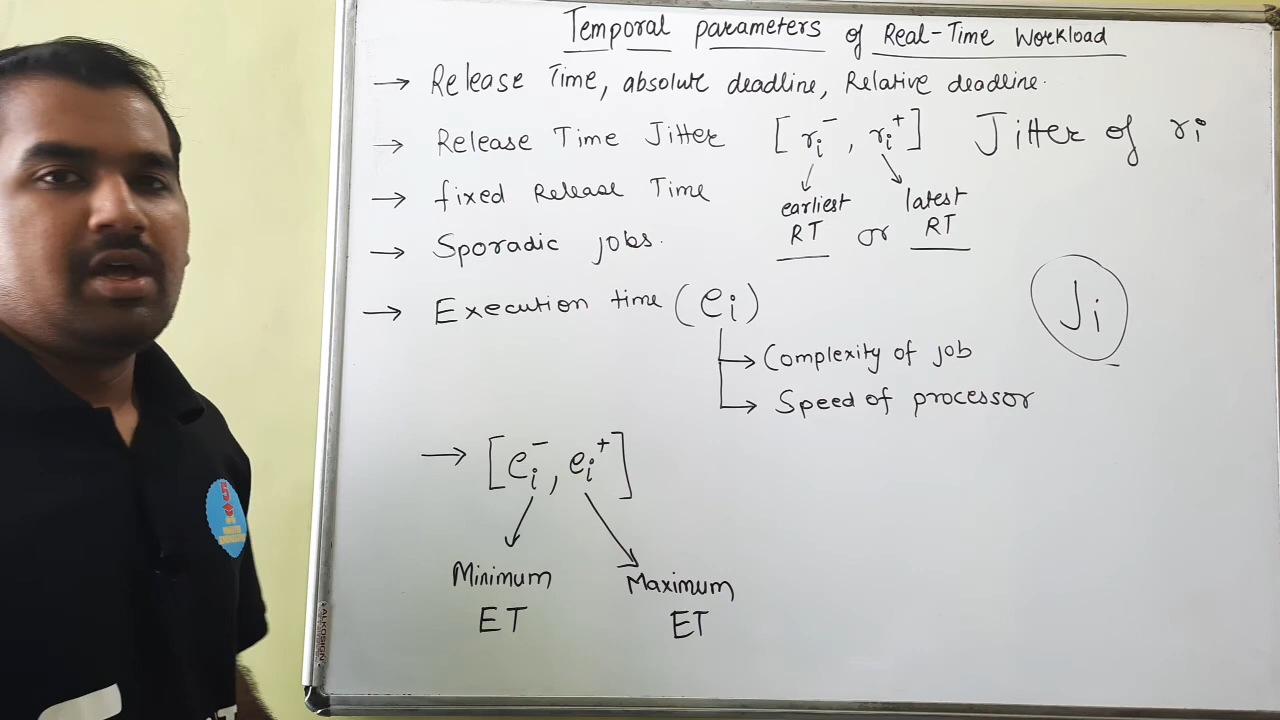 Temporal parameters of Real-Time Workload
→ Release Time, absolute deadline, Relative deadline.
→ Release Time Jitter [ri-, ri+] Jitter of ri
→ fixed Release Time
earliest RT or latest RT
→ Sporadic jobs.
→ Execution time (ei)
Ji
→ Complexity of job
→ Speed of processor
→ [ei-, ei+]
Minimum ET
Maximum ET
5